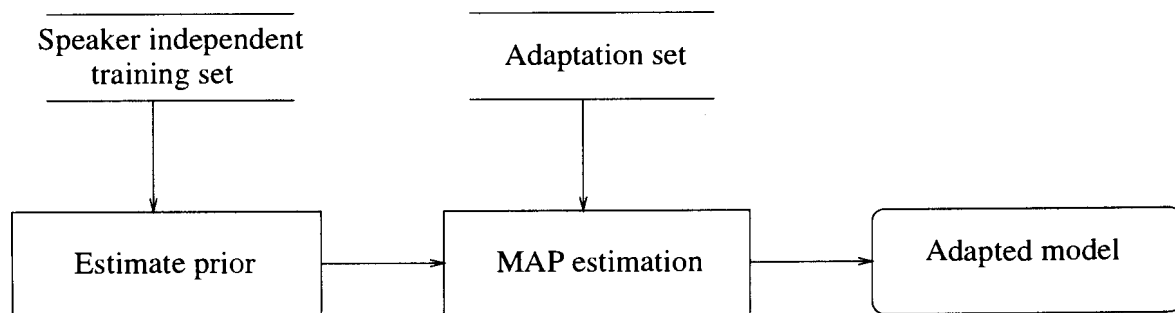 Speaker independent
training set
Adaptation set
Estimate prior
MAP estimation
Adapted model